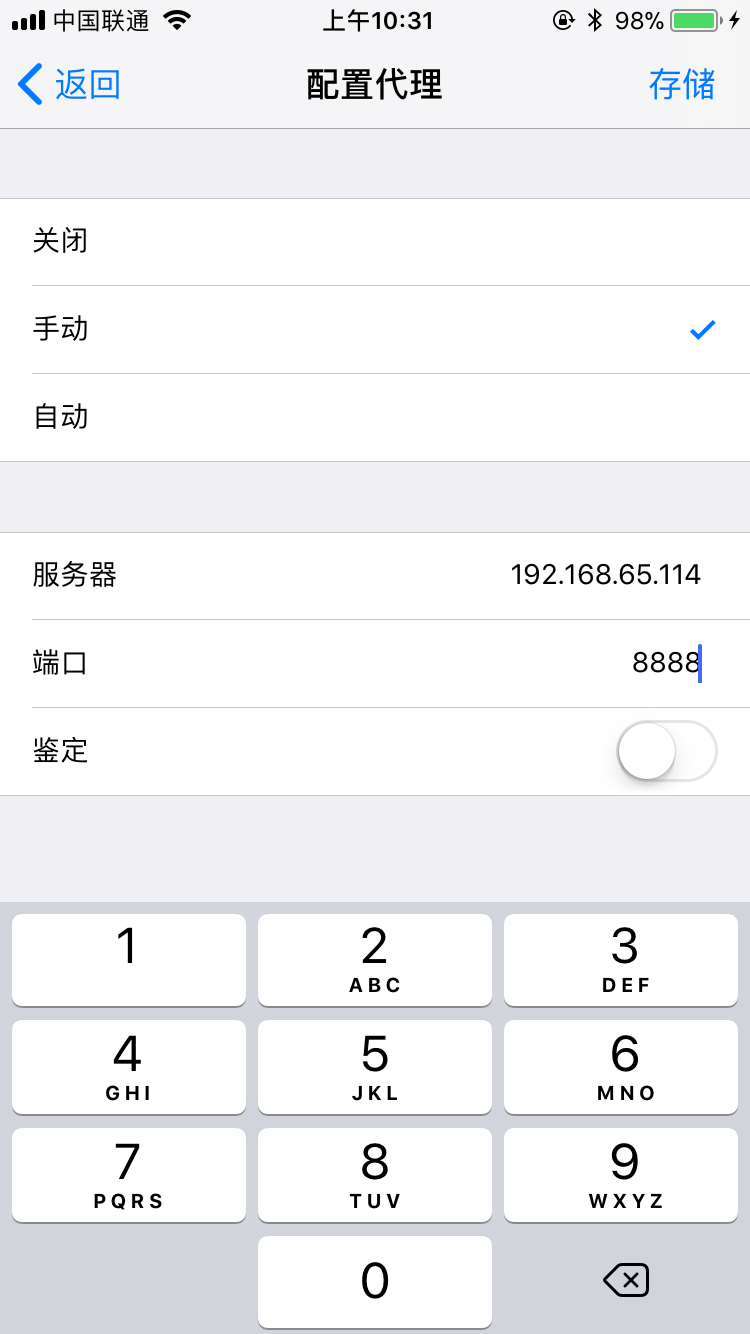 中国联通 上午10:31 98%
返回 配置代理 存储
关闭
手动
自动
服务器 192.168.65.114
端口 8888
鉴定
1 2 3
ABC DEF
4 5 6
GHI JKL MNO
7 8 9
PQRS TUV WXYZ
0